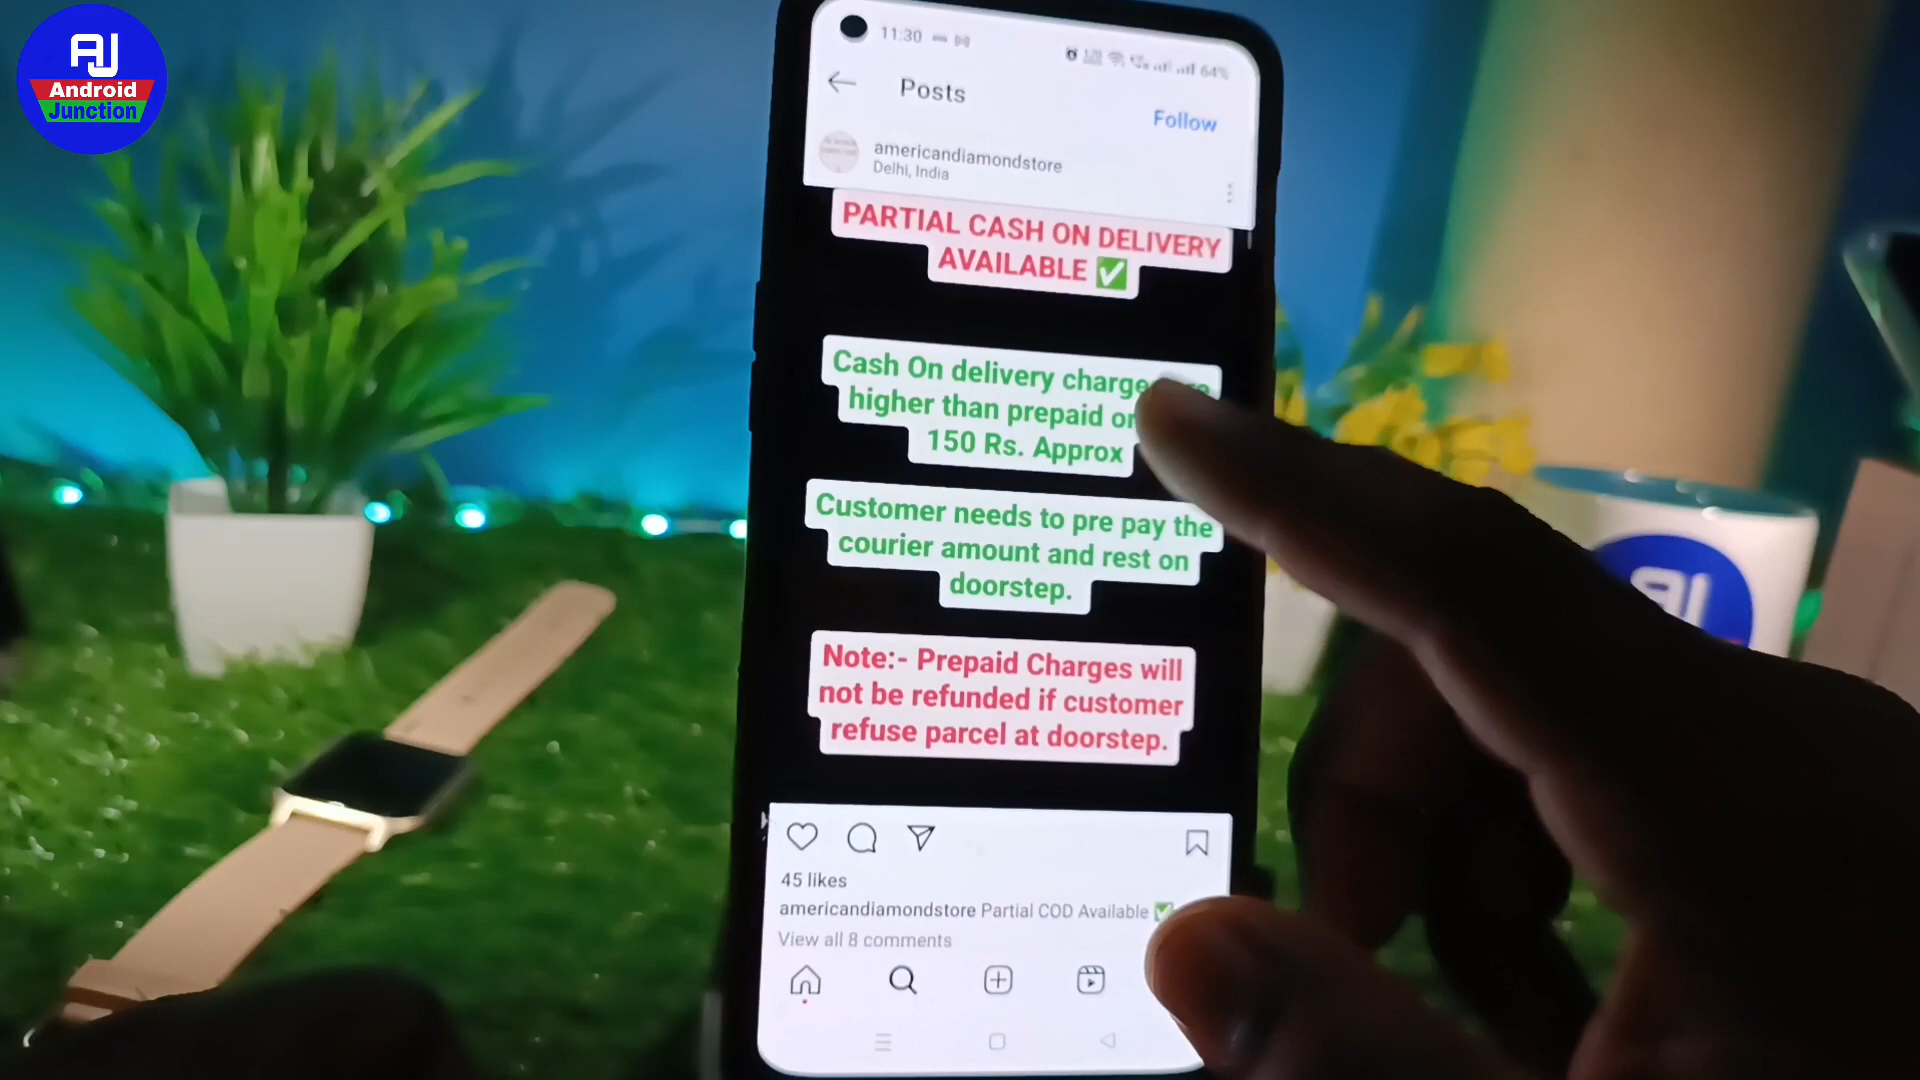 AJ
Android
Junction
11:30
64%
Posts
Follow
americandiamondstore
Delhi, India
PARTIAL CASH ON DELIVERY
AVAILABLE ✅
Cash On delivery charge
higher than prepaid
150 Rs. Approx
Customer needs to pre pay the
courier amount and rest on
doorstep.
Note:- Prepaid Charges will
not be refunded if customer
refuse parcel at doorstep.
45 likes
americandiamondstore Partial COD Available ✅
View all 8 comments
AJ